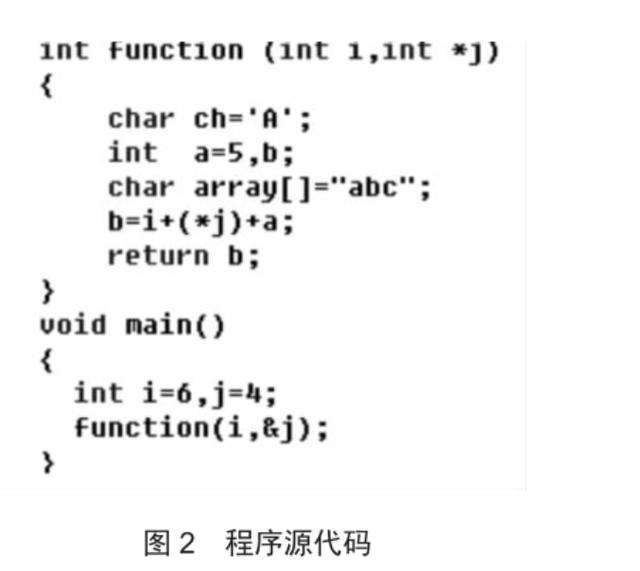 int function (int i,int *j)
{
char ch='A';
int a=5,b;
char array[]="abc";
b=i+(*j)+a;
return b;
}
void main()
{
int i=6,j=4;
function(i,&j);
}
图 2 程序源代码